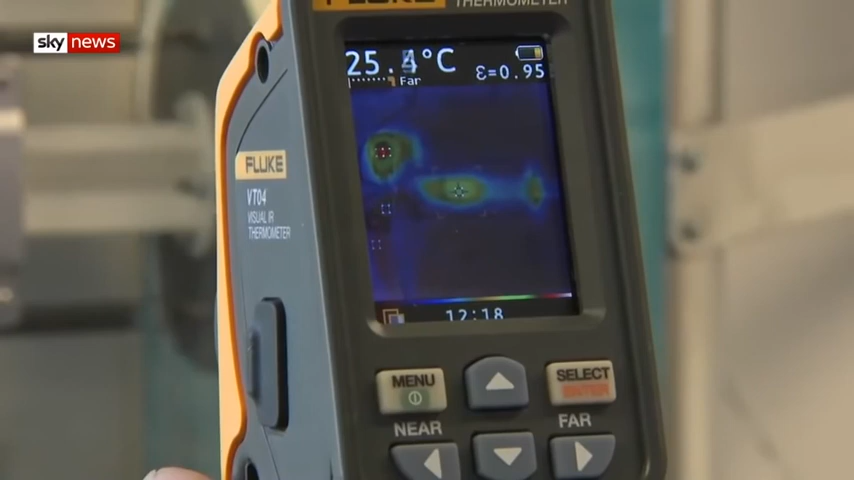 FLUKE
THERMOMETER
sky news
25.4°C
Far
ε=0.95
FLUKE
VT04
VISUAL IR
THERMOMETER
12:18
MENU
SELECT
ENTER
NEAR
FAR